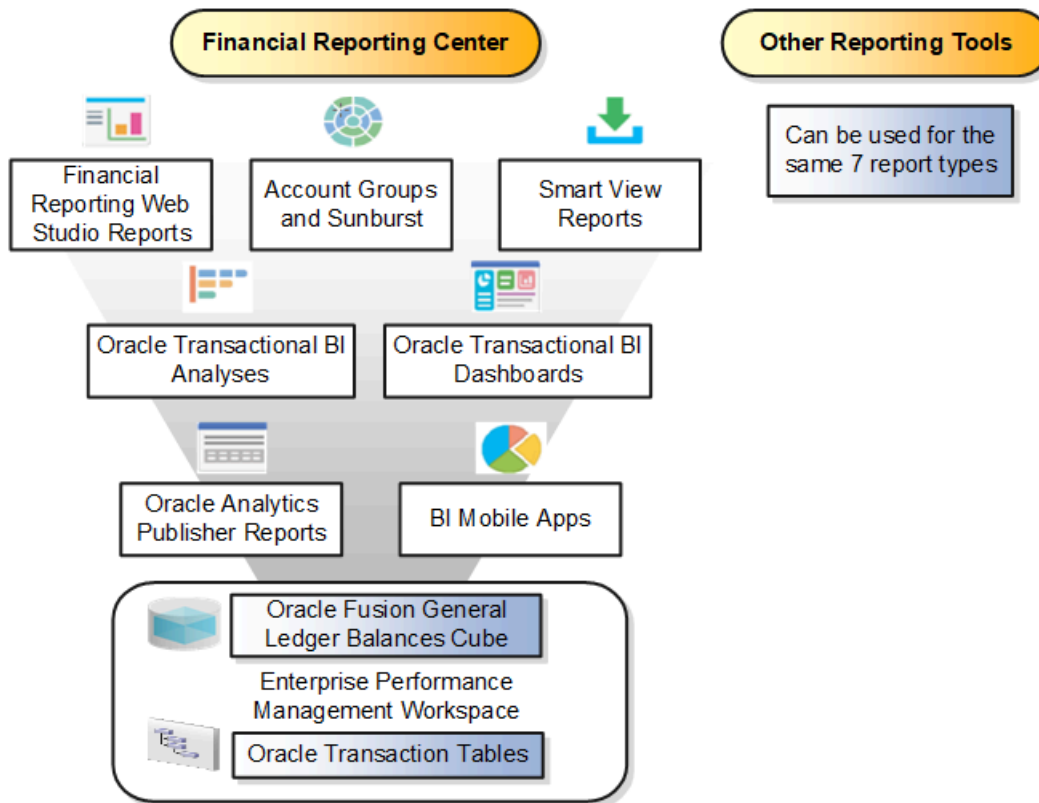 Financial Reporting Center
Other Reporting Tools
Can be used for the
same 7 report types
Financial
Reporting Web
Studio Reports
Account Groups
and Sunburst
Smart View
Reports
Oracle Transactional BI
Analyses
Oracle Transactional BI
Dashboards
Oracle Analytics
Publisher Reports
BI Mobile Apps
Oracle Fusion General
Ledger Balances Cube
Enterprise Performance
Management Workspace
Oracle Transaction Tables